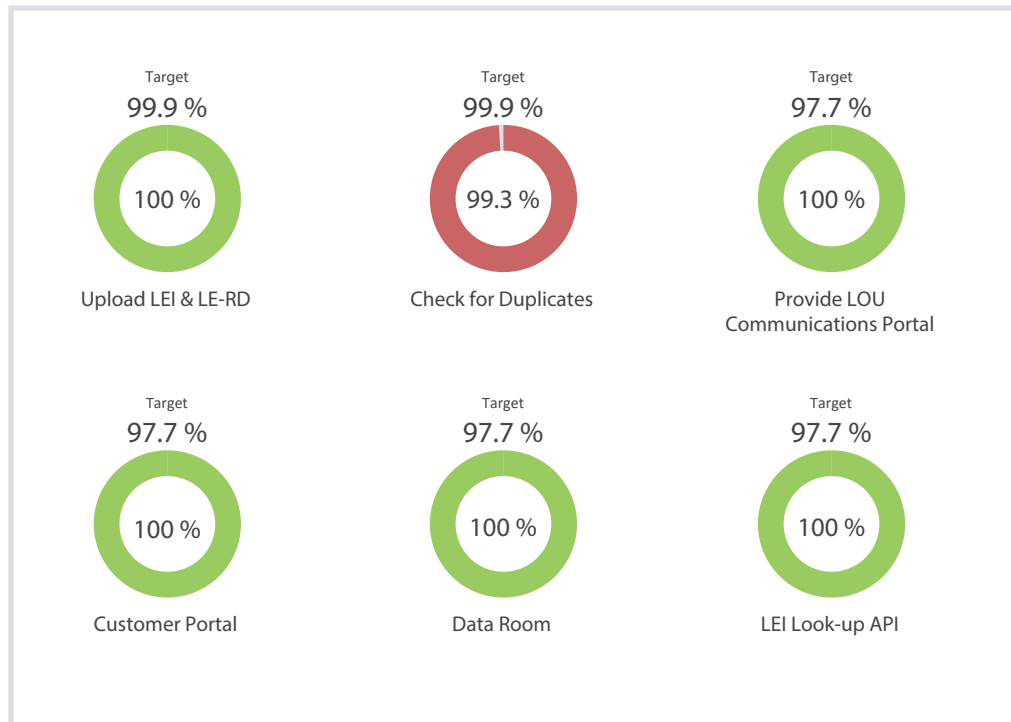 Target
99.9 %
100 %
Upload LEI & LE-RD
Target
99.9 %
99.3 %
Check for Duplicates
Target
97.7 %
100 %
Provide LOU
Communications Portal
Target
97.7 %
100 %
Customer Portal
Target
97.7 %
100 %
Data Room
Target
97.7 %
100 %
LEI Look-up API